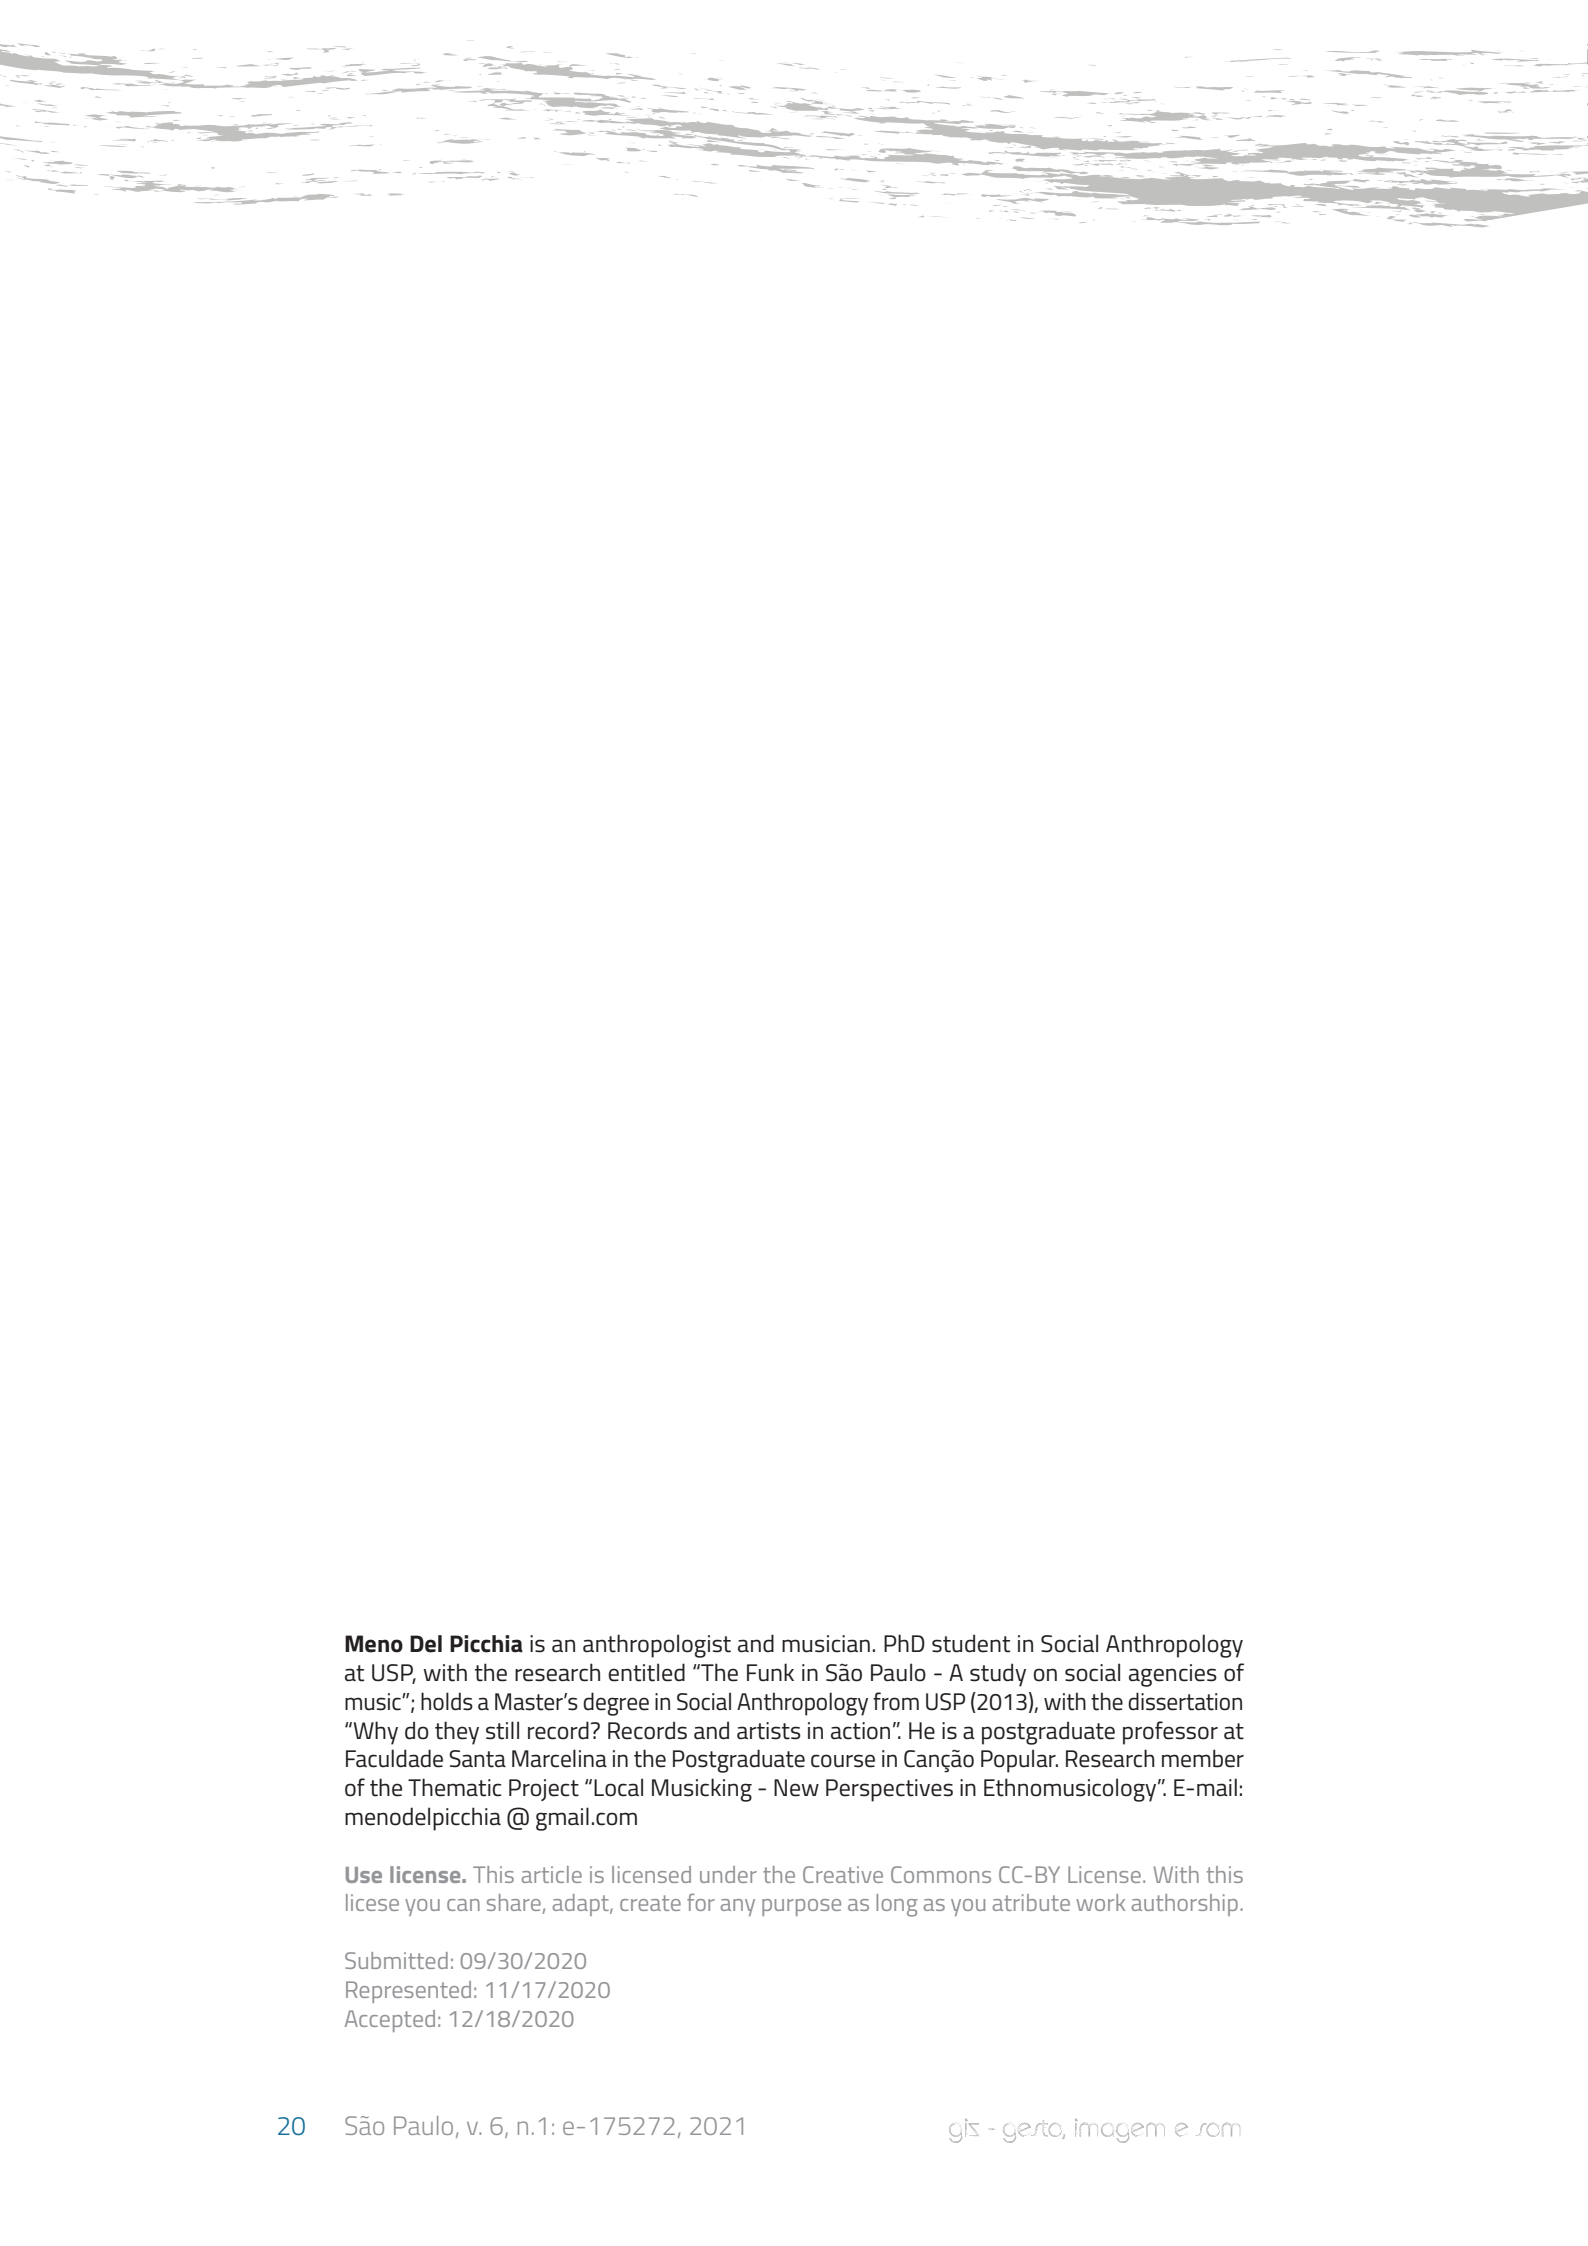 Meno Del Picchia is an anthropologist and musician. PhD student in Social Anthropology
at USP, with the research entitled “The Funk in São Paulo - A study on social agencies of
music”; holds a Master’s degree in Social Anthropology from USP (2013), with the dissertation
“Why do they still record? Records and artists in action”. He is a postgraduate professor at
Faculdade Santa Marcelina in the Postgraduate course in Canção Popular. Research member
of the Thematic Project “Local Musicking - New Perspectives in Ethnomusicology”. E-mail:
menodelpicchia @ gmail.com
Use license. This article is licensed under the Creative Commons CC-BY License. With this
licese you can share, adapt, create for any purpose as long as you atribute work authorship.
Submitted: 09/30/2020
Represented: 11/17/2020
Accepted: 12/18/2020
20 São Paulo, v. 6, n.1: e-175272, 2021 giz - gesto, imagem e som